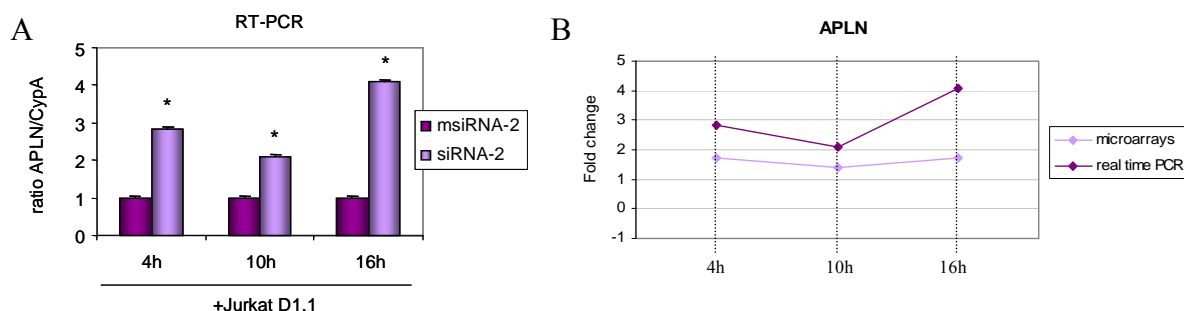 A
RT-PCR
ratio APLN/CypA
5
4
3
2
1
0
*
*
*
4h
10h
16h
+Jurkat D1.1
msiRNA-2
siRNA-2
B
APLN
Fold change
5
4
3
2
1
0
-1
4h
10h
16h
microarrays
real time PCR